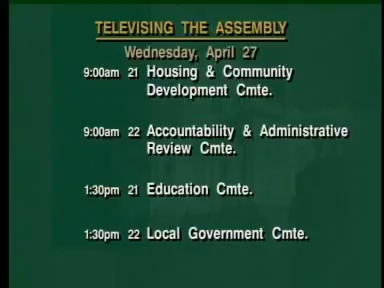 TELEVISING THE ASSEMBLY
Wednesday, April 27
9:00am 21 Housing & Community
Development Cmte.
9:00am 22 Accountability & Administrative
Review Cmte.
1:30pm 21 Education Cmte.
1:30pm 22 Local Government Cmte.